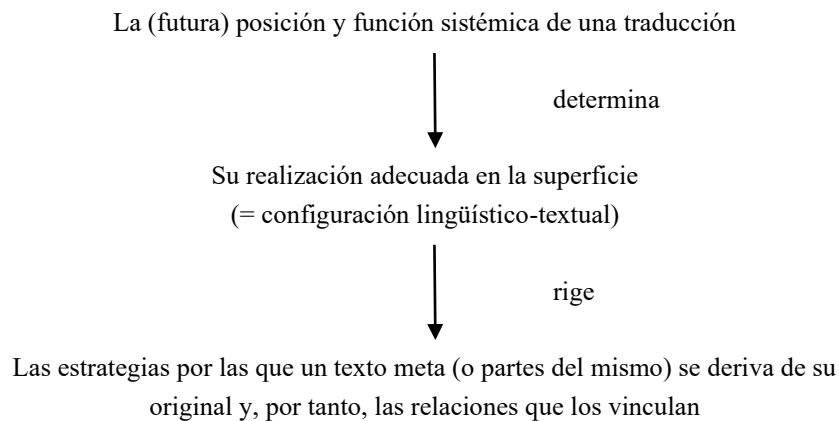 La (futura) posición y función sistémica de una traducción
determina
Su realización adecuada en la superficie
(= configuración lingüístico-textual)
rige
Las estrategias por las que un texto meta (o partes del mismo) se deriva de su
original y, por tanto, las relaciones que los vinculan